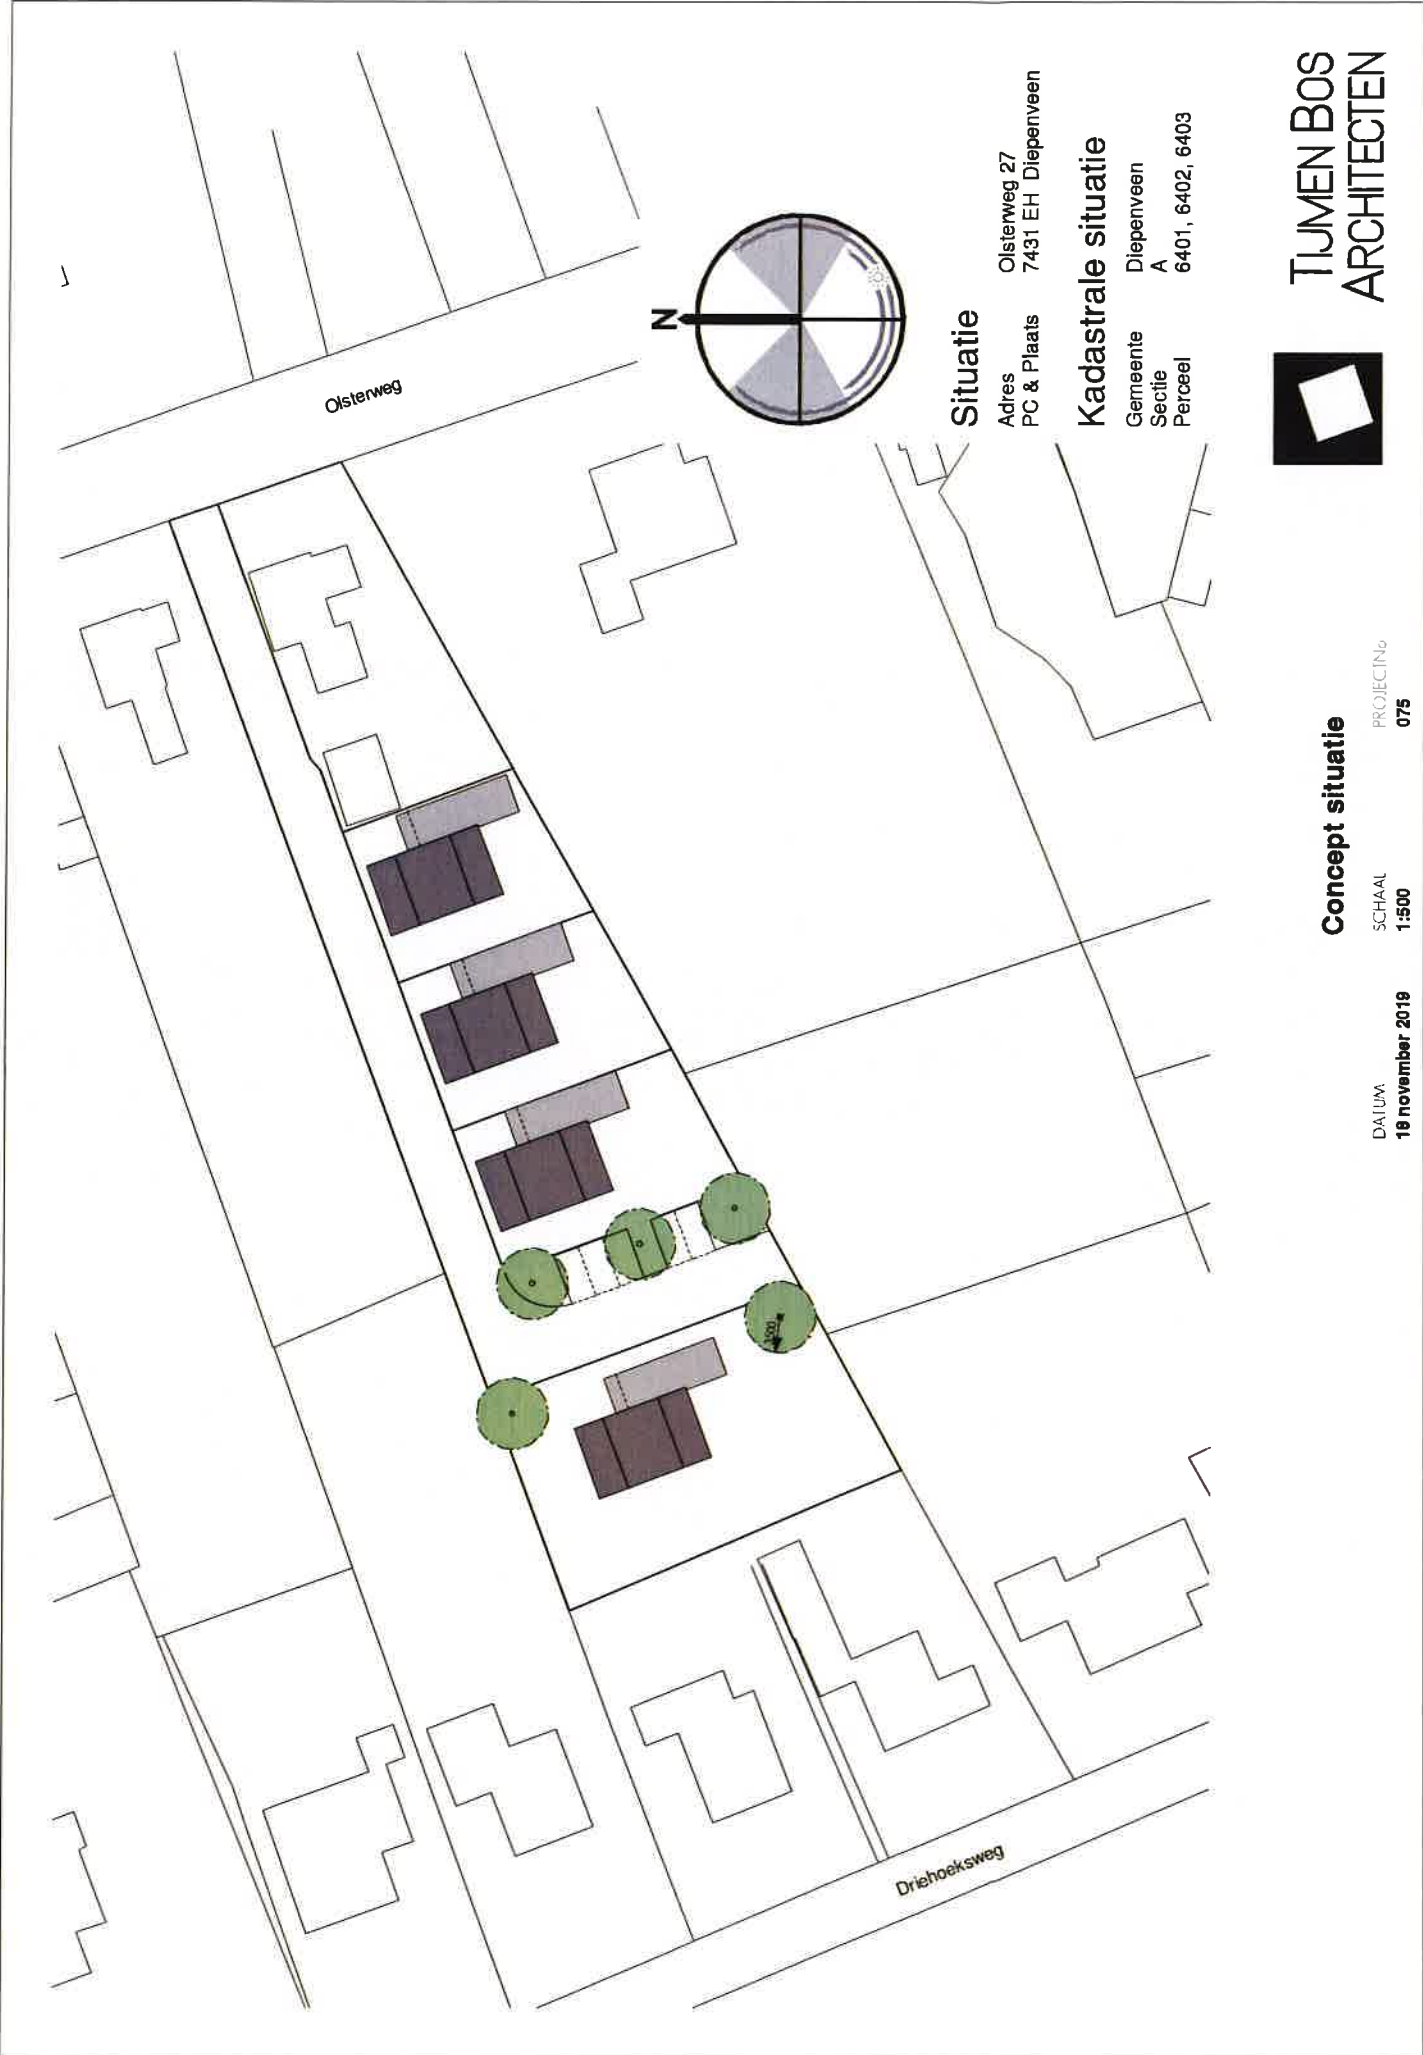 Olsterweg
N
Situatie
Adres Olsterweg 27
PC & Plaats 7431 EH Diepenveen
Kadastrale situatie
Gemeente Diepenveen
Sectie A
Perceel 6401, 6402, 6403
TIJMEN BOS
ARCHITECTEN
Concept situatie
DATUM SCHAAL PROJECTNo
18 november 2019 1:500 075
3500
Driehoeksweg